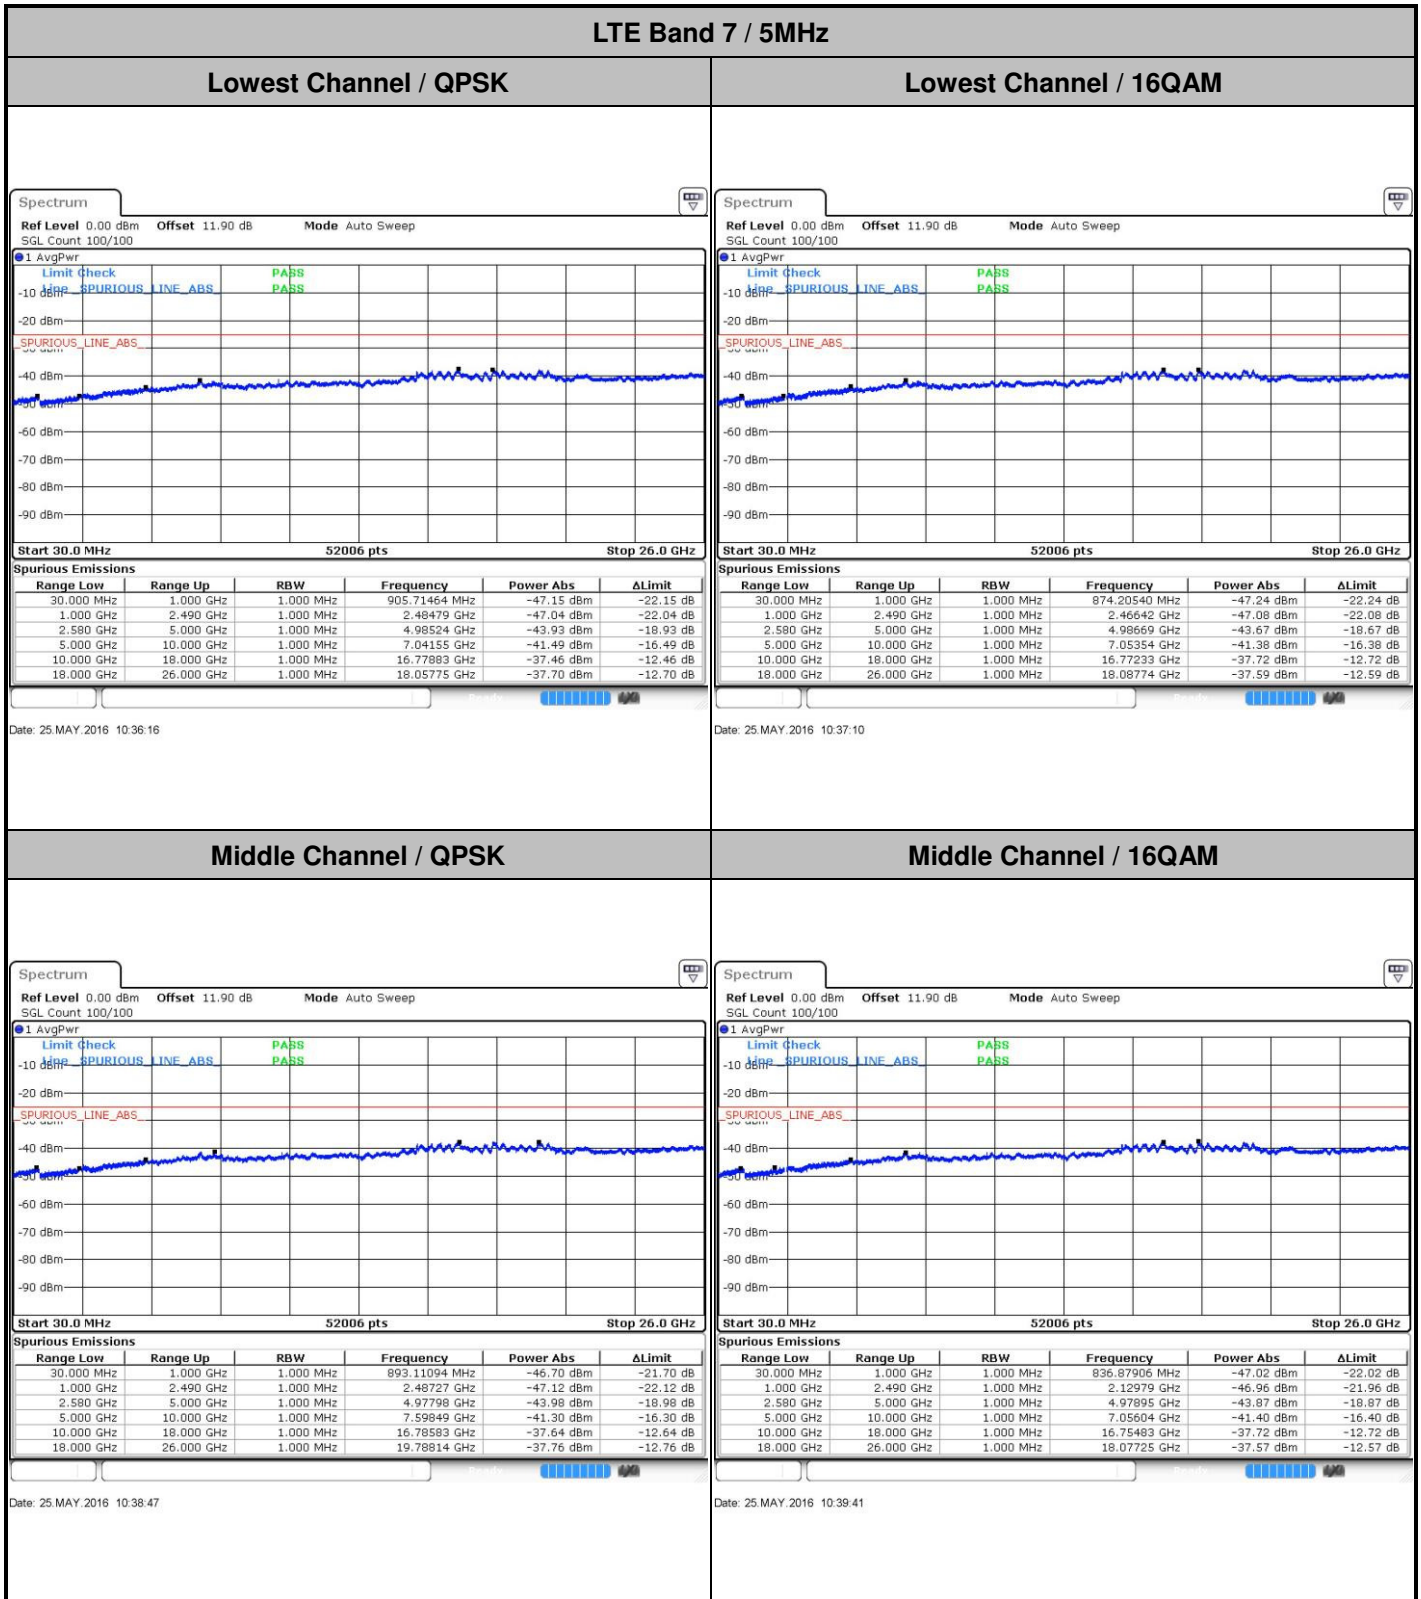 LTE Band 7 / 5MHz
Lowest Channel / QPSK
Lowest Channel / 16QAM
Spectrum
Ref Level 0.00 dBm Offset 11.90 dB Mode Auto Sweep
SGL Count 100/100
1 AvgPwr
Limit Check PASS
Line _SPURIOUS_LINE_ABS_ PASS
-10 dBm
-20 dBm
_SPURIOUS_LINE_ABS_
-30 dBm
-40 dBm
-50 dBm
-60 dBm
-70 dBm
-80 dBm
-90 dBm
Start 30.0 MHz 52006 pts Stop 26.0 GHz
Spurious Emissions
Range Low Range Up RBW Frequency Power Abs ΔLimit
30.000 MHz 1.000 GHz 1.000 MHz 905.71464 MHz -47.15 dBm -22.15 dB
1.000 GHz 2.490 GHz 1.000 MHz 2.48479 GHz -47.04 dBm -22.04 dB
2.580 GHz 5.000 GHz 1.000 MHz 4.98524 GHz -43.93 dBm -18.93 dB
5.000 GHz 10.000 GHz 1.000 MHz 7.04155 GHz -41.49 dBm -16.49 dB
10.000 GHz 18.000 GHz 1.000 MHz 16.77883 GHz -37.46 dBm -12.46 dB
18.000 GHz 26.000 GHz 1.000 MHz 18.05775 GHz -37.70 dBm -12.70 dB
Date: 25.MAY.2016 10:36:16
Spectrum
Ref Level 0.00 dBm Offset 11.90 dB Mode Auto Sweep
SGL Count 100/100
1 AvgPwr
Limit Check PASS
Line _SPURIOUS_LINE_ABS_ PASS
-10 dBm
-20 dBm
_SPURIOUS_LINE_ABS_
-30 dBm
-40 dBm
-50 dBm
-60 dBm
-70 dBm
-80 dBm
-90 dBm
Start 30.0 MHz 52006 pts Stop 26.0 GHz
Spurious Emissions
Range Low Range Up RBW Frequency Power Abs ΔLimit
30.000 MHz 1.000 GHz 1.000 MHz 874.20540 MHz -47.24 dBm -22.24 dB
1.000 GHz 2.490 GHz 1.000 MHz 2.46642 GHz -47.08 dBm -22.08 dB
2.580 GHz 5.000 GHz 1.000 MHz 4.98669 GHz -43.67 dBm -18.67 dB
5.000 GHz 10.000 GHz 1.000 MHz 7.05354 GHz -41.38 dBm -16.38 dB
10.000 GHz 18.000 GHz 1.000 MHz 16.77233 GHz -37.72 dBm -12.72 dB
18.000 GHz 26.000 GHz 1.000 MHz 18.08774 GHz -37.59 dBm -12.59 dB
Date: 25.MAY.2016 10:37:10
Middle Channel / QPSK
Middle Channel / 16QAM
Spectrum
Ref Level 0.00 dBm Offset 11.90 dB Mode Auto Sweep
SGL Count 100/100
1 AvgPwr
Limit Check PASS
Line _SPURIOUS_LINE_ABS_ PASS
-10 dBm
-20 dBm
_SPURIOUS_LINE_ABS_
-30 dBm
-40 dBm
-50 dBm
-60 dBm
-70 dBm
-80 dBm
-90 dBm
Start 30.0 MHz 52006 pts Stop 26.0 GHz
Spurious Emissions
Range Low Range Up RBW Frequency Power Abs ΔLimit
30.000 MHz 1.000 GHz 1.000 MHz 893.11094 MHz -46.70 dBm -21.70 dB
1.000 GHz 2.490 GHz 1.000 MHz 2.48727 GHz -47.12 dBm -22.12 dB
2.580 GHz 5.000 GHz 1.000 MHz 4.97798 GHz -43.98 dBm -18.98 dB
5.000 GHz 10.000 GHz 1.000 MHz 7.59849 GHz -41.30 dBm -16.30 dB
10.000 GHz 18.000 GHz 1.000 MHz 16.78583 GHz -37.64 dBm -12.64 dB
18.000 GHz 26.000 GHz 1.000 MHz 19.78814 GHz -37.76 dBm -12.76 dB
Date: 25.MAY.2016 10:38:47
Spectrum
Ref Level 0.00 dBm Offset 11.90 dB Mode Auto Sweep
SGL Count 100/100
1 AvgPwr
Limit Check PASS
Line _SPURIOUS_LINE_ABS_ PASS
-10 dBm
-20 dBm
_SPURIOUS_LINE_ABS_
-30 dBm
-40 dBm
-50 dBm
-60 dBm
-70 dBm
-80 dBm
-90 dBm
Start 30.0 MHz 52006 pts Stop 26.0 GHz
Spurious Emissions
Range Low Range Up RBW Frequency Power Abs ΔLimit
30.000 MHz 1.000 GHz 1.000 MHz 836.87906 MHz -47.02 dBm -22.02 dB
1.000 GHz 2.490 GHz 1.000 MHz 2.12979 GHz -46.96 dBm -21.96 dB
2.580 GHz 5.000 GHz 1.000 MHz 4.97895 GHz -43.87 dBm -18.87 dB
5.000 GHz 10.000 GHz 1.000 MHz 7.05604 GHz -41.40 dBm -16.40 dB
10.000 GHz 18.000 GHz 1.000 MHz 16.75483 GHz -37.72 dBm -12.72 dB
18.000 GHz 26.000 GHz 1.000 MHz 18.07725 GHz -37.57 dBm -12.57 dB
Date: 25.MAY.2016 10:39:41